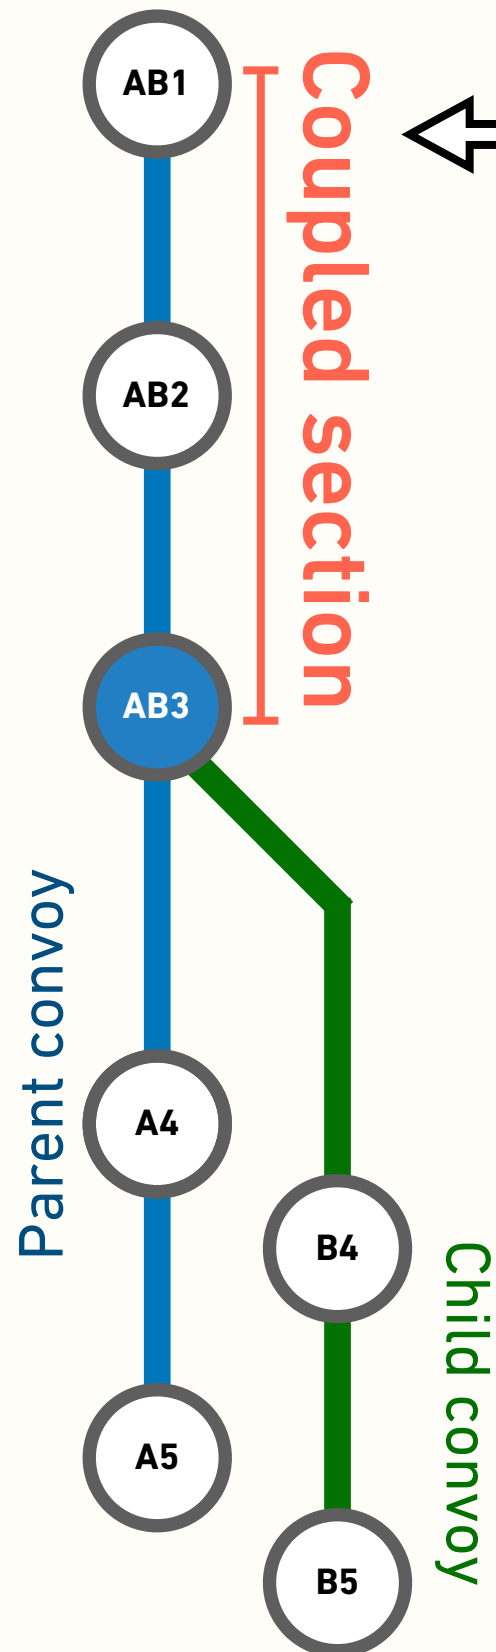 AB1
Coupled section
AB2
AB3
Parent convoy
A4
B4
Child convoy
A5
B5